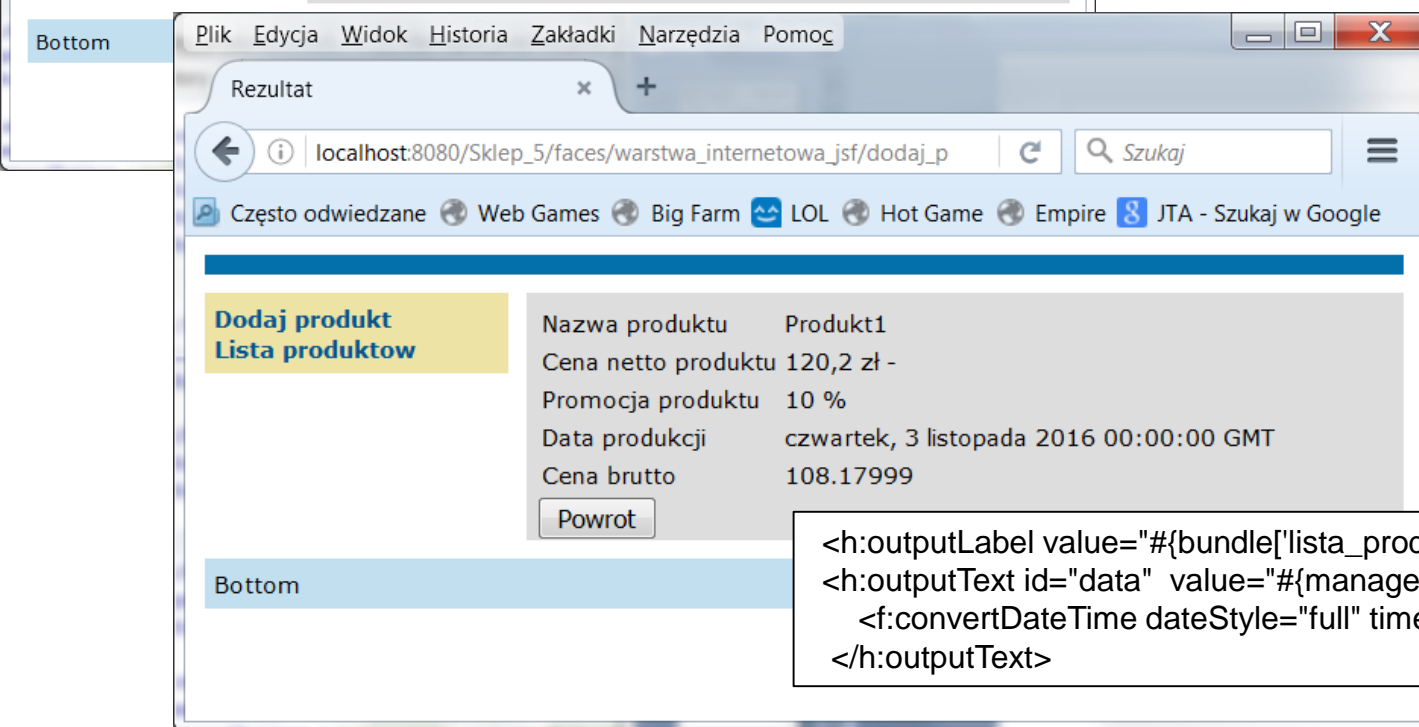 Bottom
Plik Edycja Widok Historia Zakładki Narzędzia Pomoc
Rezultat
localhost:8080/Sklep_5/faces/warstwa_internetowa_jsf/dodaj_p
Szukaj
Często odwiedzane Web Games Big Farm LOL Hot Game Empire 8 JTA - Szukaj w Google
Dodaj produkt
Lista produktow
Nazwa produktu Produkt1
Cena netto produktu 120,2 zł -
Promocja produktu 10 %
Data produkcji czwartek, 3 listopada 2016 00:00:00 GMT
Cena brutto 108.17999
Powrot
Bottom
<h:outputLabel value="#{bundle['lista_prod
<h:outputText id="data" value="#{manage
<f:convertDateTime dateStyle="full" time
</h:outputText>